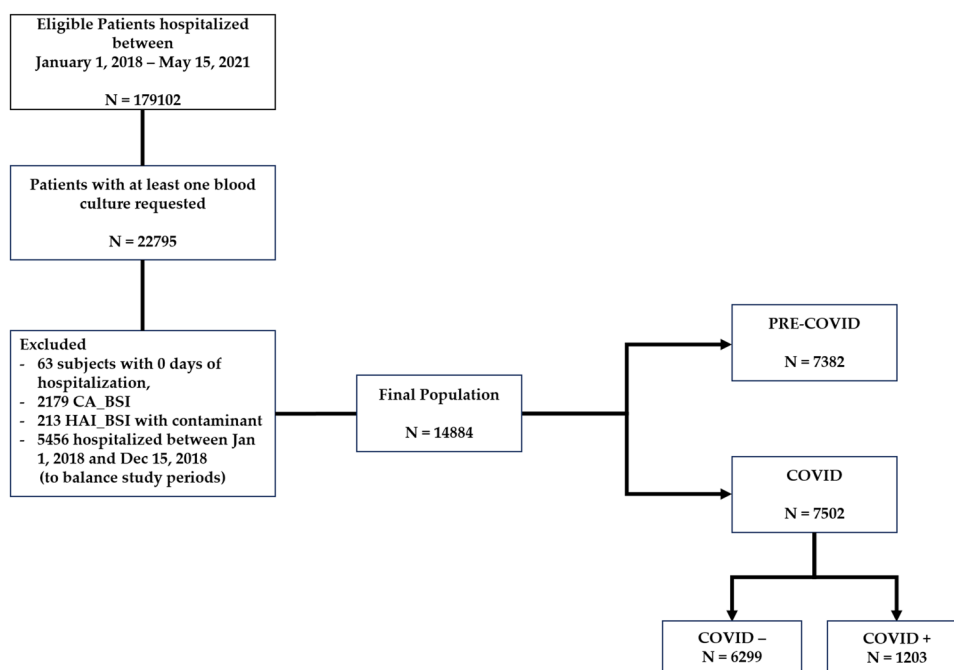 Eligible Patients hospitalized
between
January 1, 2018 – May 15, 2021
N = 179102
Patients with at least one blood
culture requested
N = 22795
Excluded
- 63 subjects with 0 days of
hospitalization,
- 2179 CA_BSI
- 213 HAI_BSI with contaminant
- 5456 hospitalized between Jan
1, 2018 and Dec 15, 2018
(to balance study periods)
Final Population
N = 14884
PRE-COVID
N = 7382
COVID
N = 7502
COVID –
N = 6299
COVID +
N = 1203